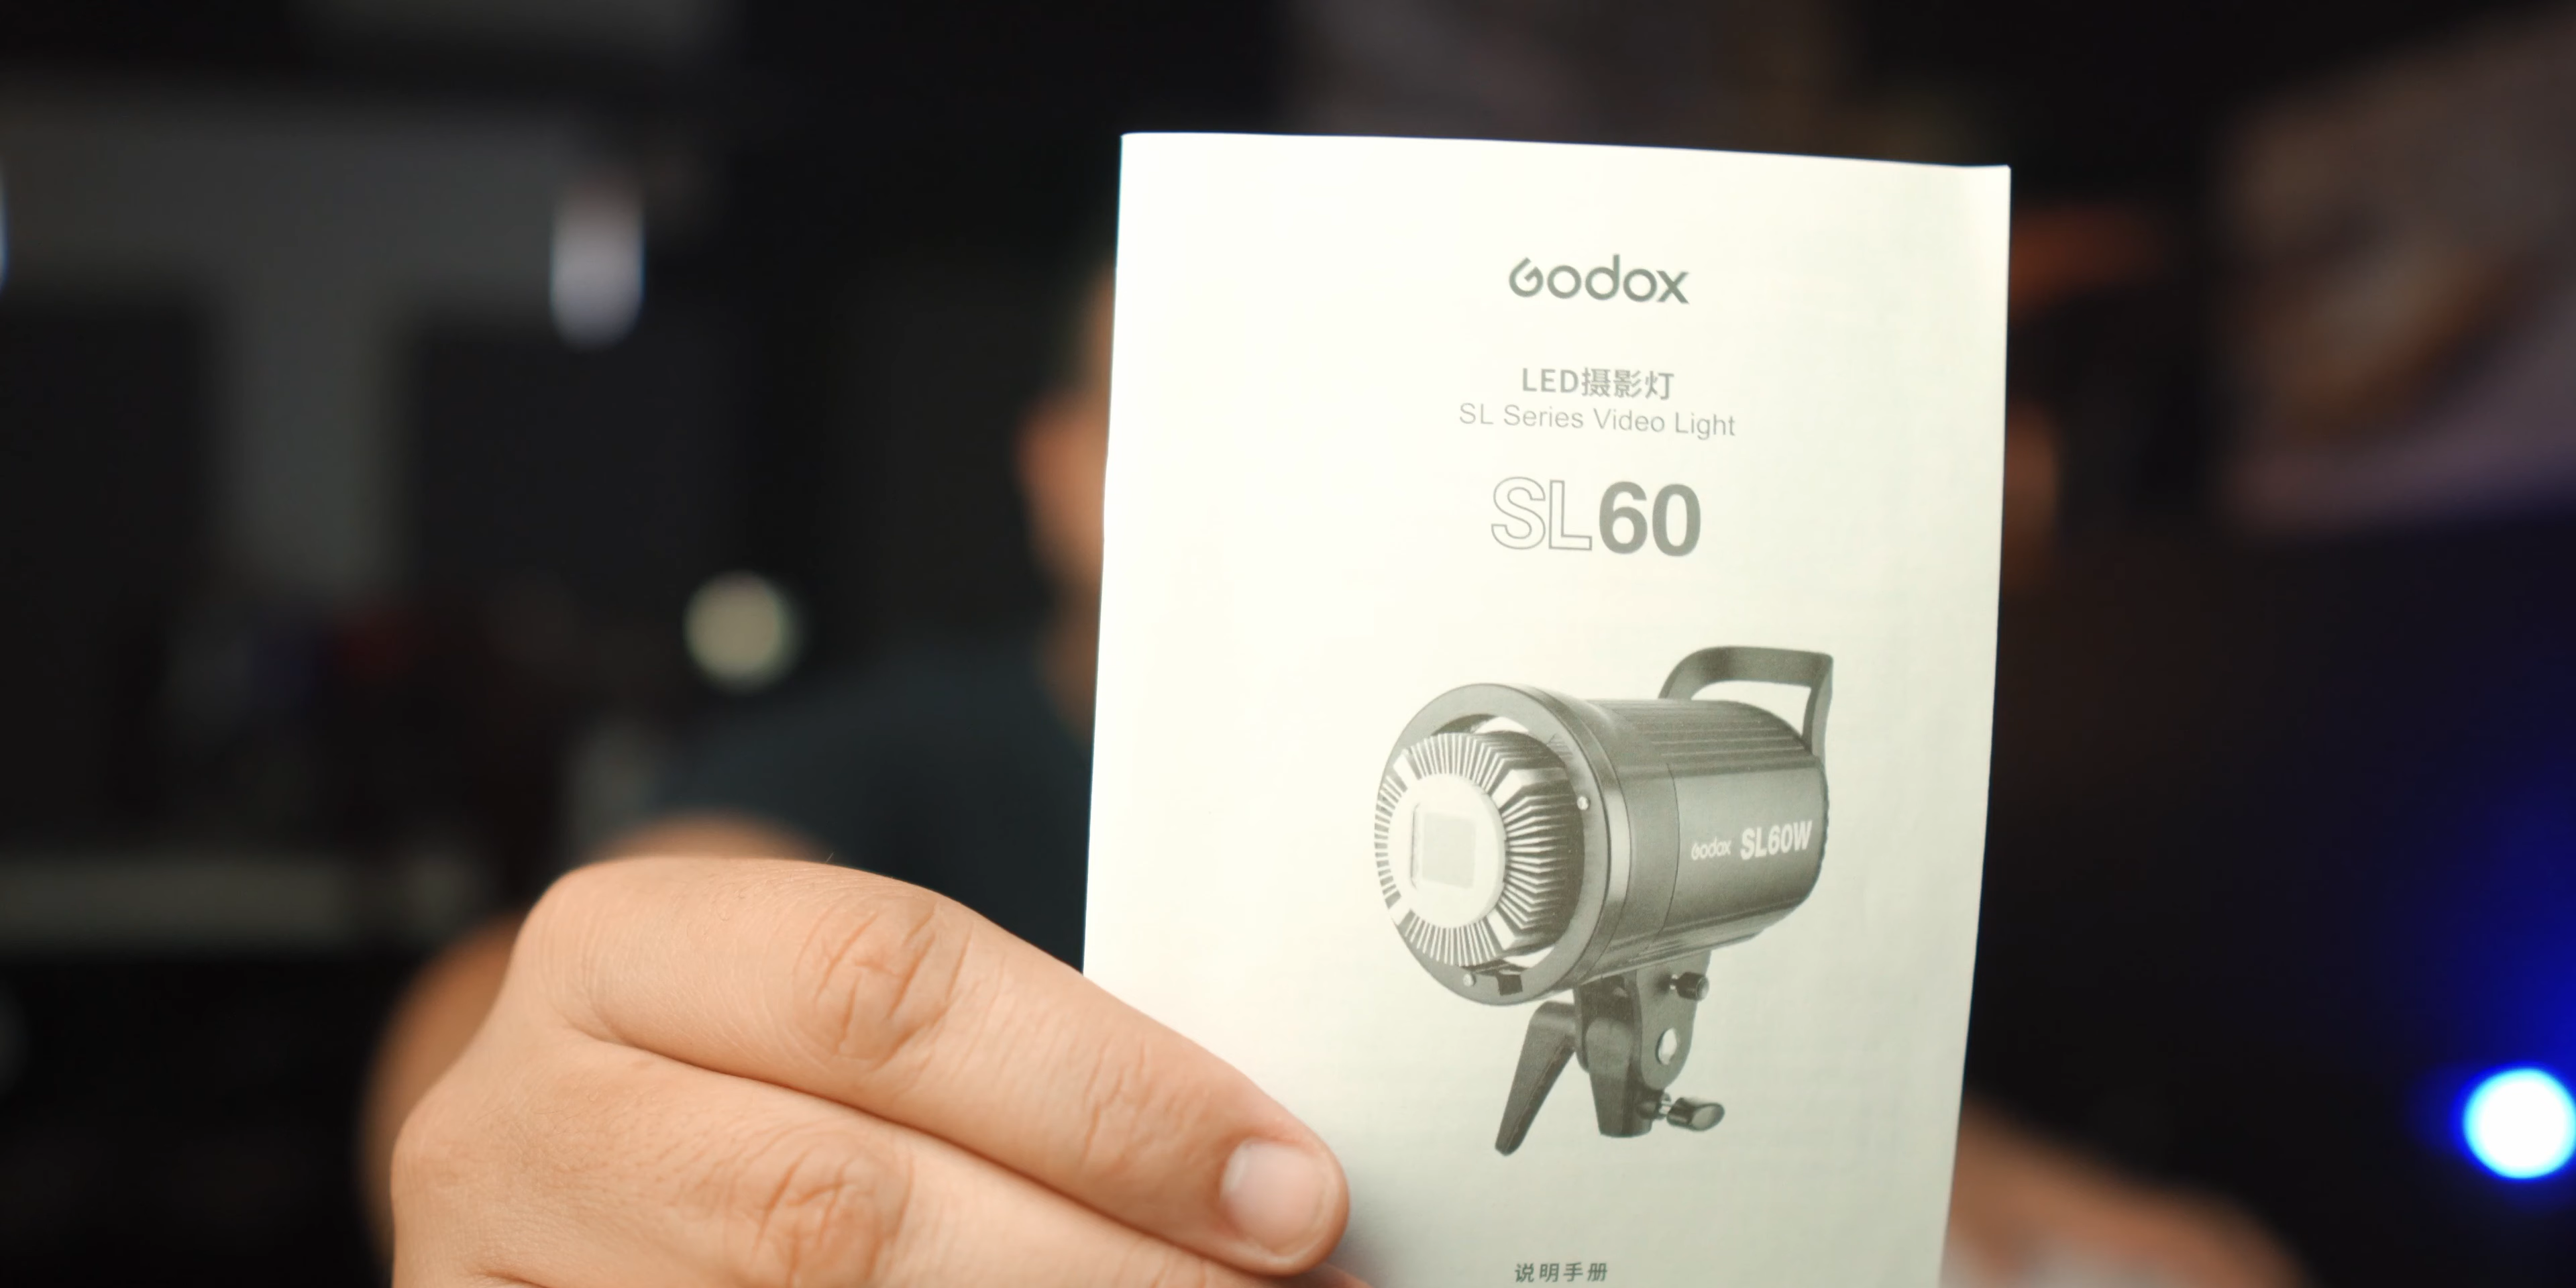 Godox
LED摄影灯
SL Series Video Light
SL60
Godox SL60W
说明手册